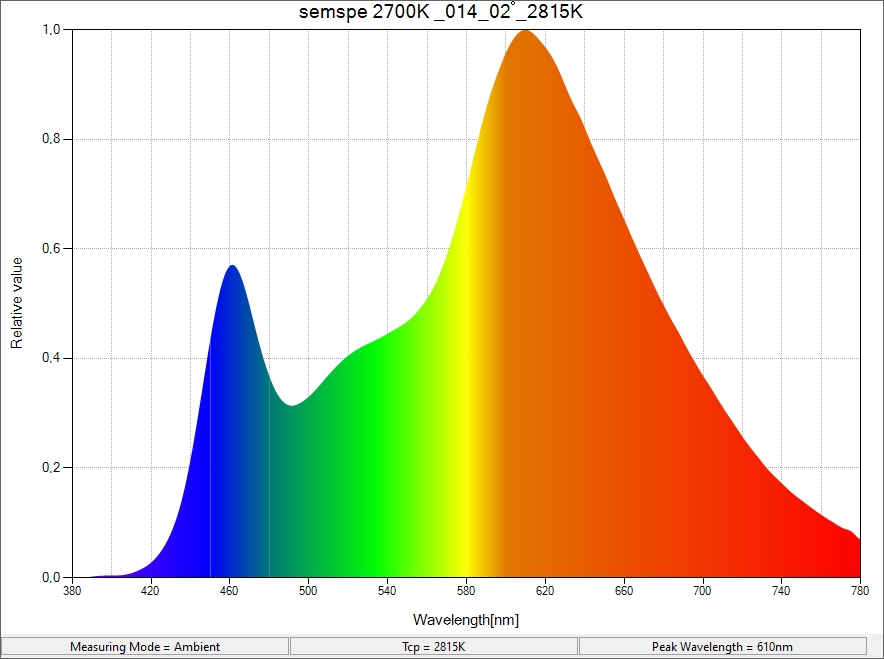 semspe 2700K _014_02°_2815K
1.0
0.8
0.6
0.4
0.2
0.0
Relative value
380 420 460 500 540 580 620 660 700 740 780
Wavelength[nm]
Measuring Mode = Ambient Tcp = 2815K Peak Wavelength = 610nm